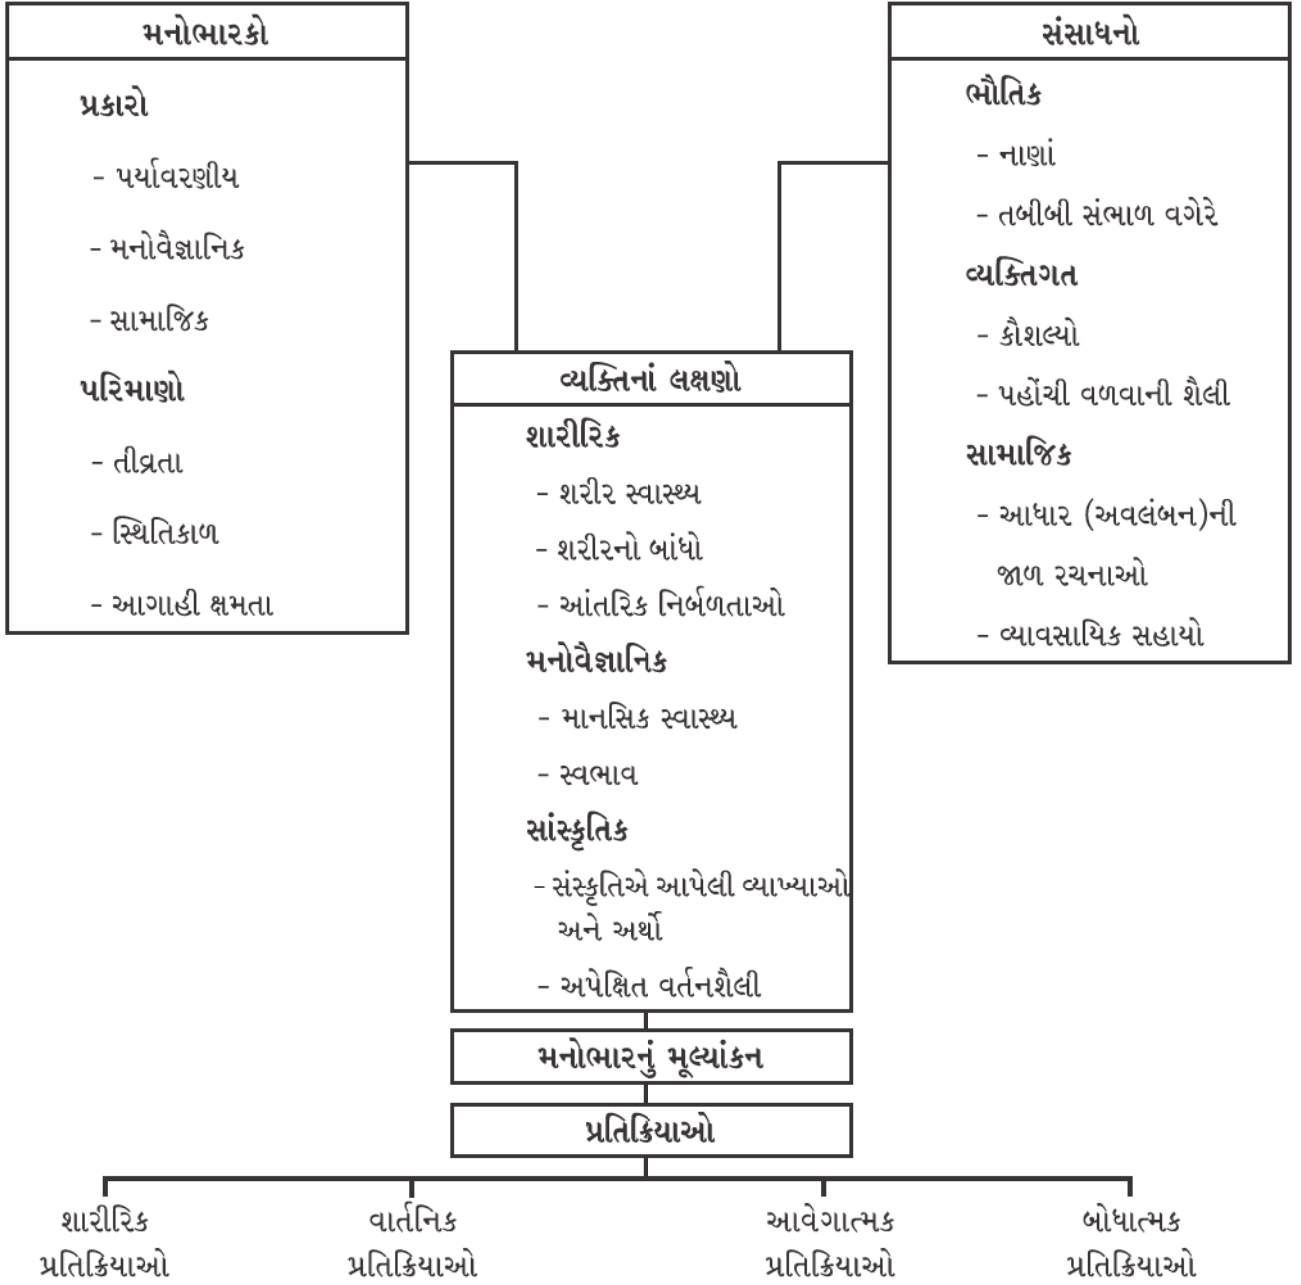 મનોભારકો
પ્રકારો
- પર્યાવરણીય
- મનોવૈજ્ઞાનિક
- સામાજિક
પરિમાણો
- તીવ્રતા
- સ્થિતિકાળ
- આગાહી ક્ષમતા
સંસાધનો
ભૌતિક
- નાણાં
- તબીબી સંભાળ વગેરે
વ્યક્તિગત
- કૌશલ્યો
- પહોંચી વળવાની શૈલી
સામાજિક
- આધાર (અવલંબન)ની
જાળ રચનાઓ
- વ્યાવસાયિક સહાયો
વ્યક્તિનાં લક્ષણો
શારીરિક
- શરીર સ્વાસ્થ્ય
- શરીરનો બાંધો
- આંતરિક નિર્બળતાઓ
મનોવૈજ્ઞાનિક
- માનસિક સ્વાસ્થ્ય
- સ્વભાવ
સાંસ્કૃતિક
- સંસ્કૃતિએ આપેલી વ્યાખ્યાઓ
અને અર્થો
- અપેક્ષિત વર્તનશૈલી
મનોભારનું મૂલ્યાંકન
પ્રતિક્રિયાઓ
શારીરિક
પ્રતિક્રિયાઓ
વાર્તનિક
પ્રતિક્રિયાઓ
આવેગાત્મક
પ્રતિક્રિયાઓ
બોધાત્મક
પ્રતિક્રિયાઓ